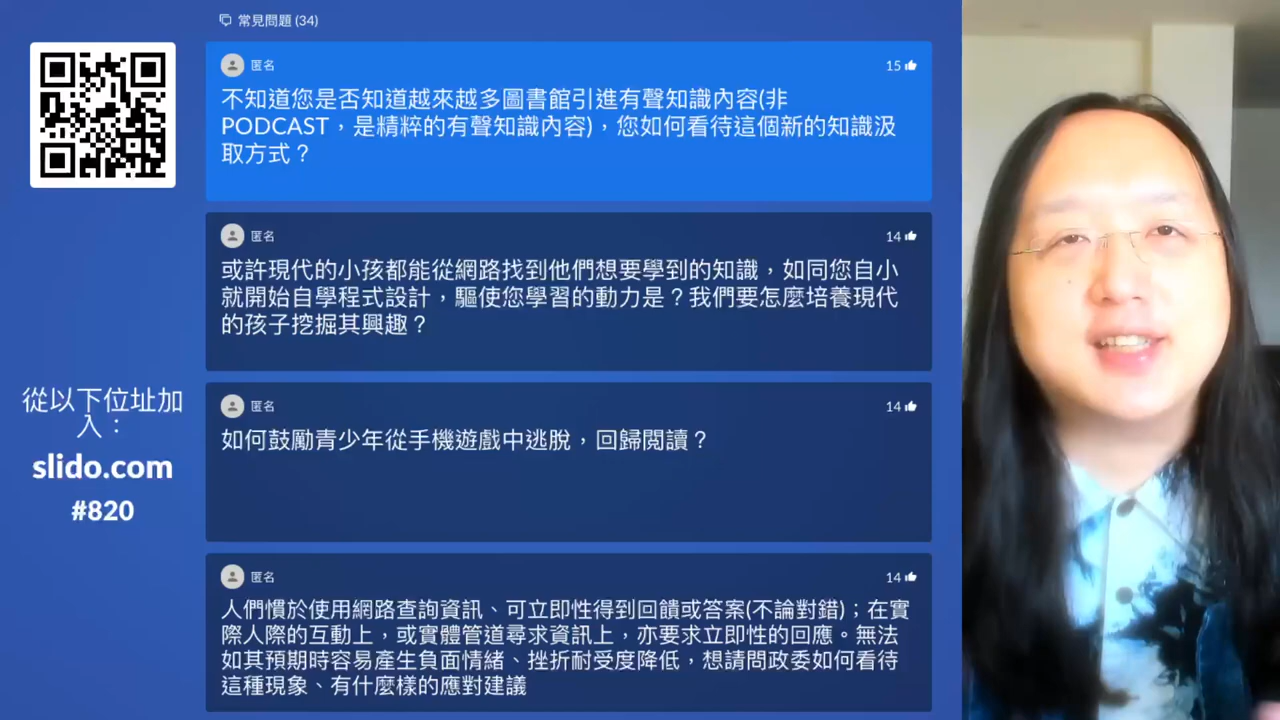 常見問題 (34)
匿名
15
不知道您是否知道越來越多圖書館引進有聲知識內容(非
PODCAST，是精粹的有聲知識內容)，您如何看待這個新的知識汲
取方式？
匿名
14
或許現代的小孩都能從網路找到他們想要學到的知識，如同您自小
就開始自學程式設計，驅使您學習的動力是？我們要怎麼培養現代
的孩子挖掘其興趣？
匿名
14
如何鼓勵青少年從手機遊戲中逃脫，回歸閱讀？
匿名
14
人們慣於使用網路查詢資訊、可立即性得到回饋或答案(不論對錯)；在實
際人際的互動上，或實體管道尋求資訊上，亦要求立即性的回應。無法
如其預期時容易產生負面情緒、挫折耐受度降低，想請問政委如何看待
這種現象、有什麼樣的應對建議
從以下位址加
入：
slido.com
#820